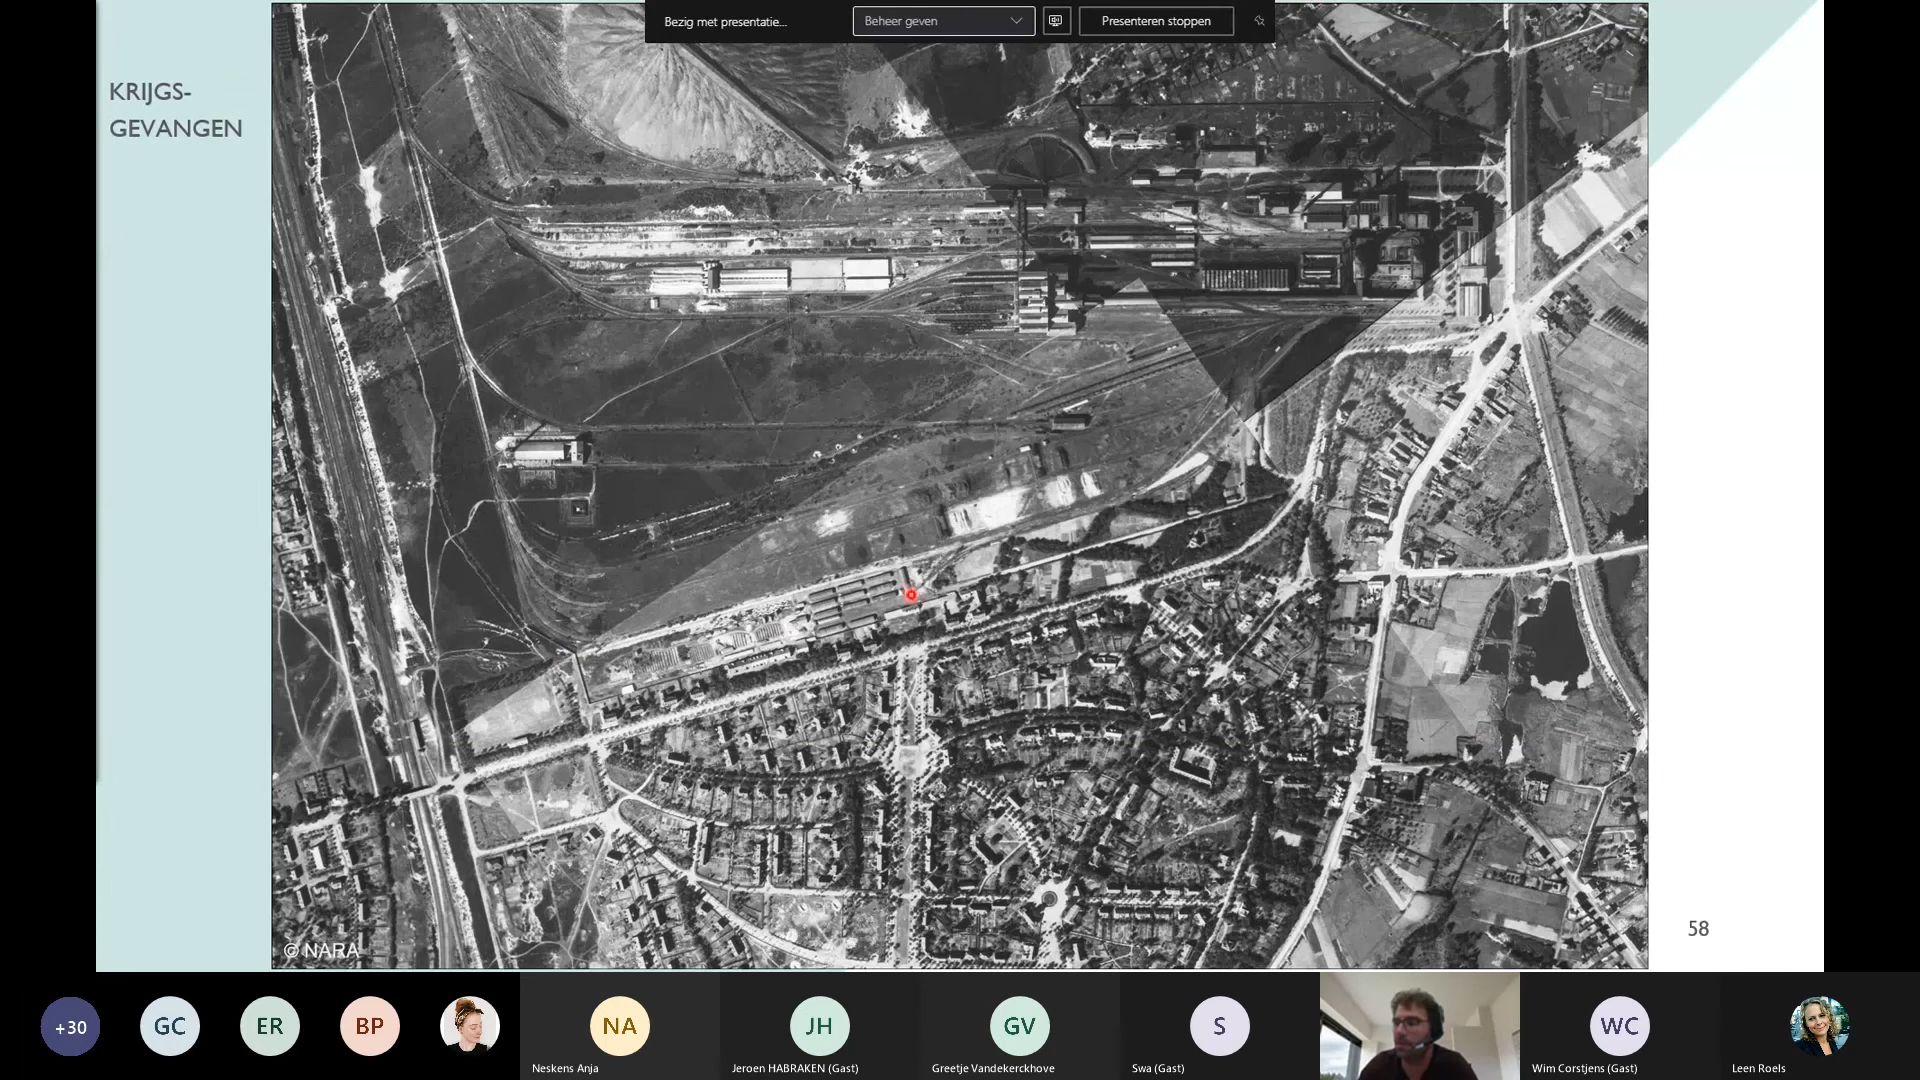 Bezig met presentatie...
Beheer geven
Presenteren stoppen
KRIJGS-
GEVANGEN
© NARA
58
+30
GC
ER
BP
NA
JH
GV
S
WC
Neskens Anja
Jeroen HABRAKEN (Gast)
Greetje Vandekerckhove
Swa (Gast)
Wim Corstjens (Gast)
Leen Roels